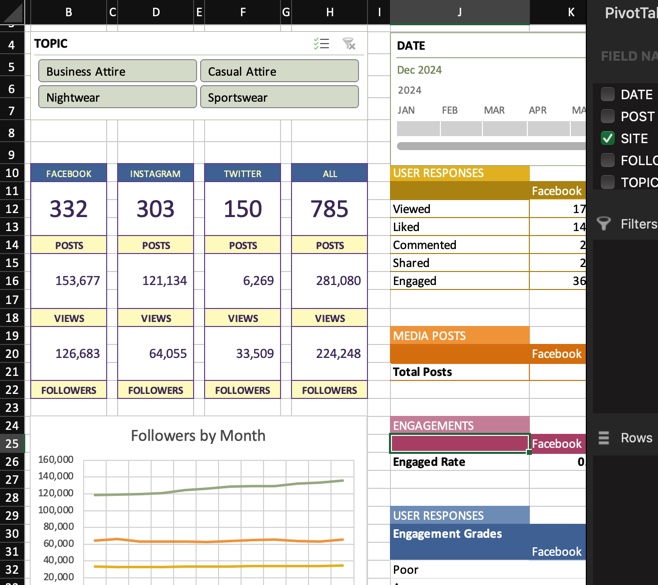 B C D E F G H I J K
PivotTa
4 TOPIC DATE
FIELD NA
5 Business Attire Casual Attire Dec 2024
6 Nightwear Sportswear 2024
7 JAN FEB MAR APR MA
DATE
POST
SITE
FOLLO
TOPIC
8
9
10 FACEBOOK INSTAGRAM TWITTER ALL USER RESPONSES
11 Facebook
12 332 303 150 785 Viewed 17
13 Liked 14
14 POSTS POSTS POSTS POSTS Commented 2
15 Shared 2
16 153,677 121,134 6,269 281,080 Engaged 36
Filters
17
18 VIEWS VIEWS VIEWS VIEWS
19 MEDIA POSTS
20 126,683 64,055 33,509 224,248 Facebook
21 Total Posts
22 FOLLOWERS FOLLOWERS FOLLOWERS FOLLOWERS
23
24 ENGAGEMENTS
25 Followers by Month Facebook
Rows
26 160,000 Engaged Rate 0.
27 140,000
28 120,000
29 100,000 USER RESPONSES
30 80,000 Engagement Grades
31 60,000 Facebook
40,000
32 Poor
20,000